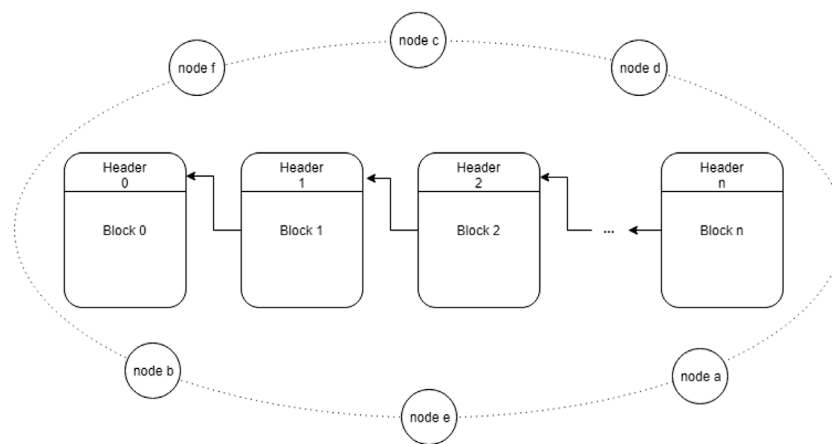 node c
node f
node d
Header
0
Header
1
Header
2
Header
n
Block 0
Block 1
Block 2
...
Block n
node b
node a
node e